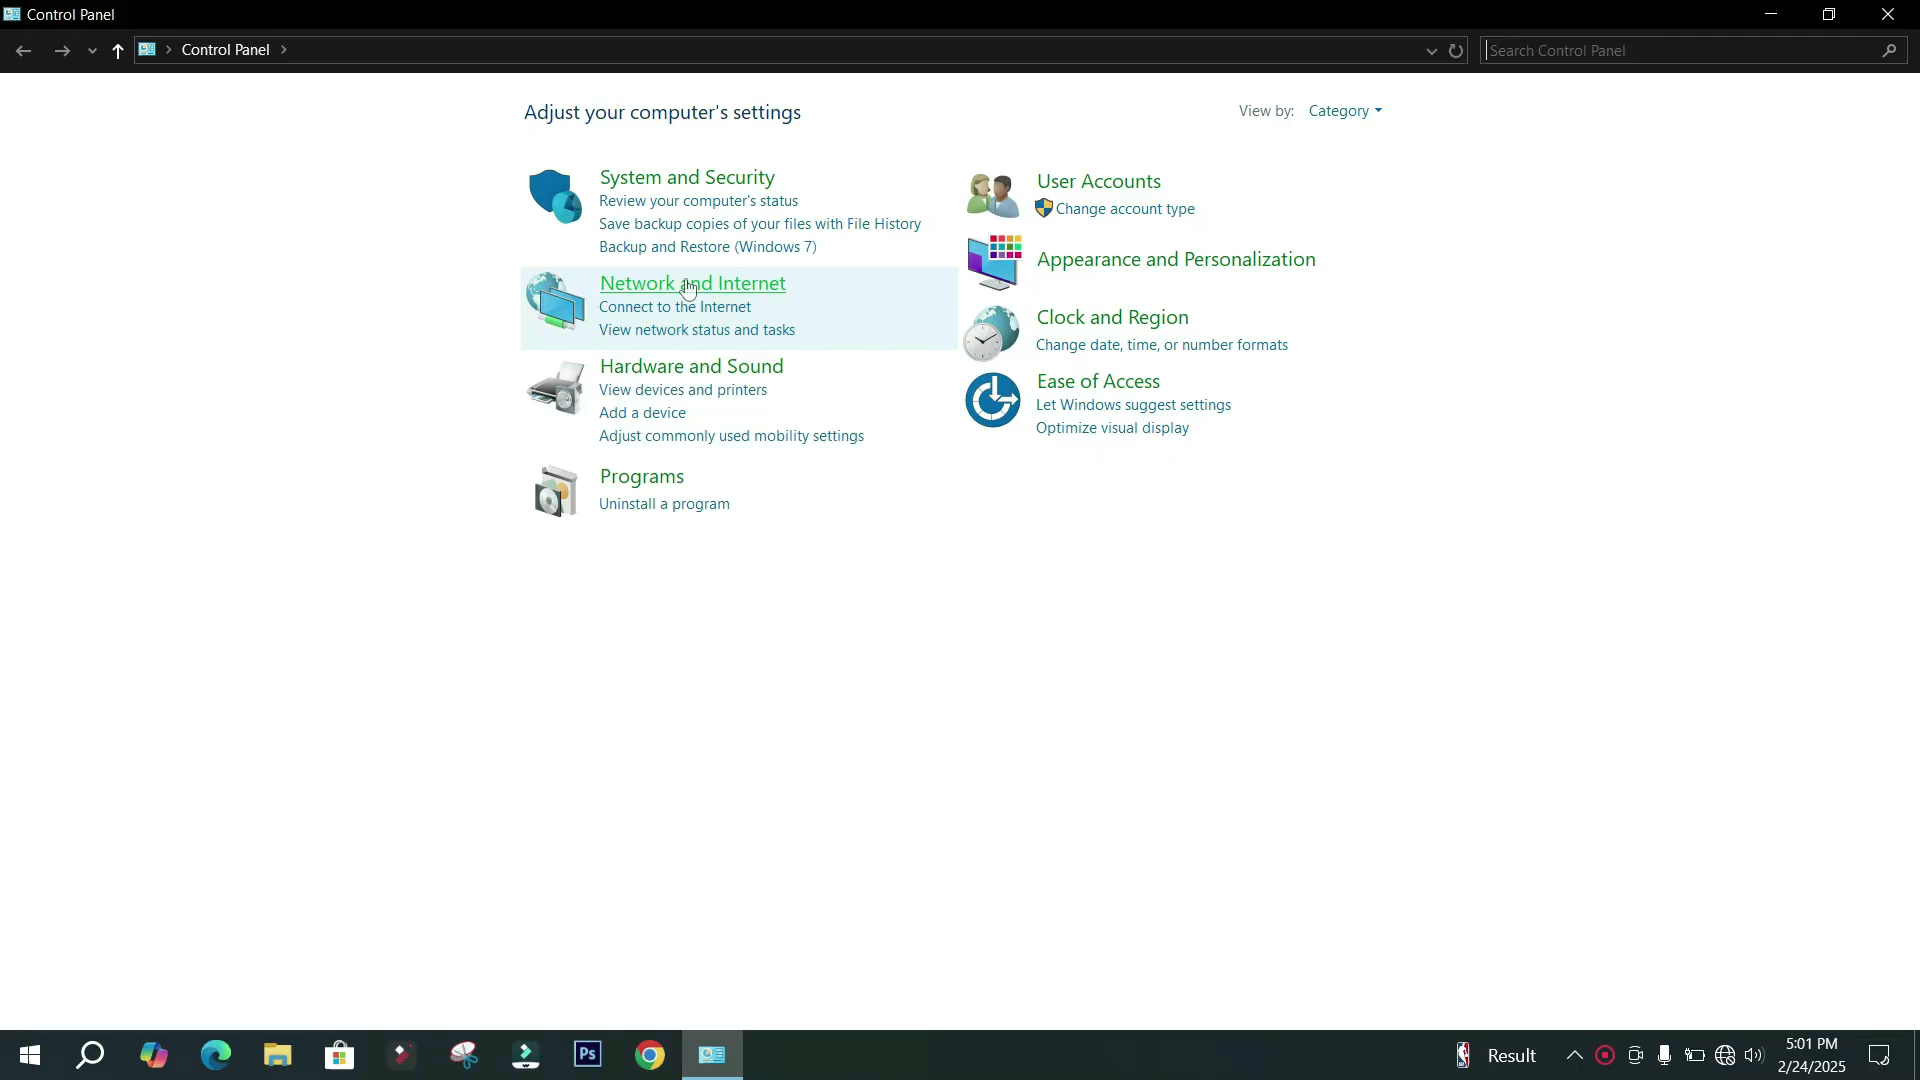 Control Panel
Control Panel
Search Control Panel
Adjust your computer's settings
View by: Category
System and Security
Review your computer's status
Save backup copies of your files with File History
Backup and Restore (Windows 7)
Network and Internet
Connect to the Internet
View network status and tasks
Hardware and Sound
View devices and printers
Add a device
Adjust commonly used mobility settings
Programs
Uninstall a program
User Accounts
Change account type
Appearance and Personalization
Clock and Region
Change date, time, or number formats
Ease of Access
Let Windows suggest settings
Optimize visual display
Ps
Result
5:01 PM
2/24/2025